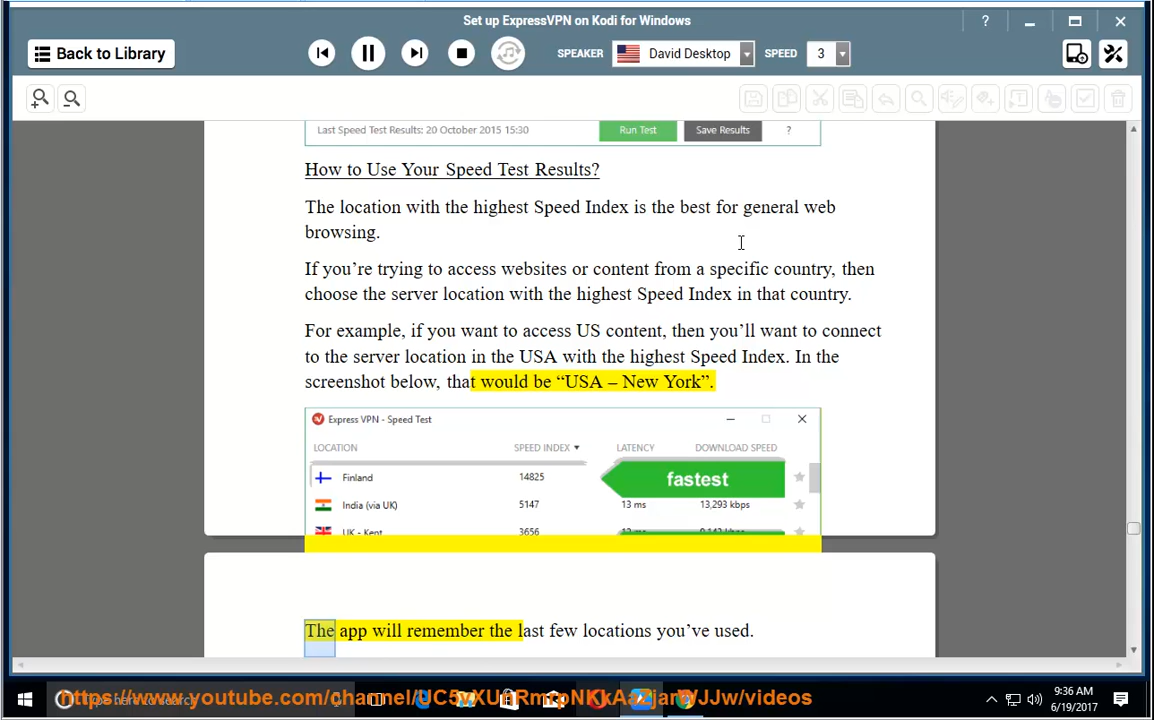 Set up ExpressVPN on Kodi for Windows
?
Back to Library
SPEAKER David Desktop SPEED 3
Last Speed Test Results: 20 October 2015 15:30 Run Test Save Results ?
How to Use Your Speed Test Results?
The location with the highest Speed Index is the best for general web
browsing.
If you’re trying to access websites or content from a specific country, then
choose the server location with the highest Speed Index in that country.
For example, if you want to access US content, then you’ll want to connect
to the server location in the USA with the highest Speed Index. In the
screenshot below, that would be “USA – New York”.
Express VPN - Speed Test
LOCATION SPEED INDEX LATENCY DOWNLOAD SPEED
Finland 14825 fastest
India (via UK) 5147 13 ms 13,293 kbps
UK - Kent 3656
The app will remember the last few locations you’ve used.
9:36 AM
6/19/2017